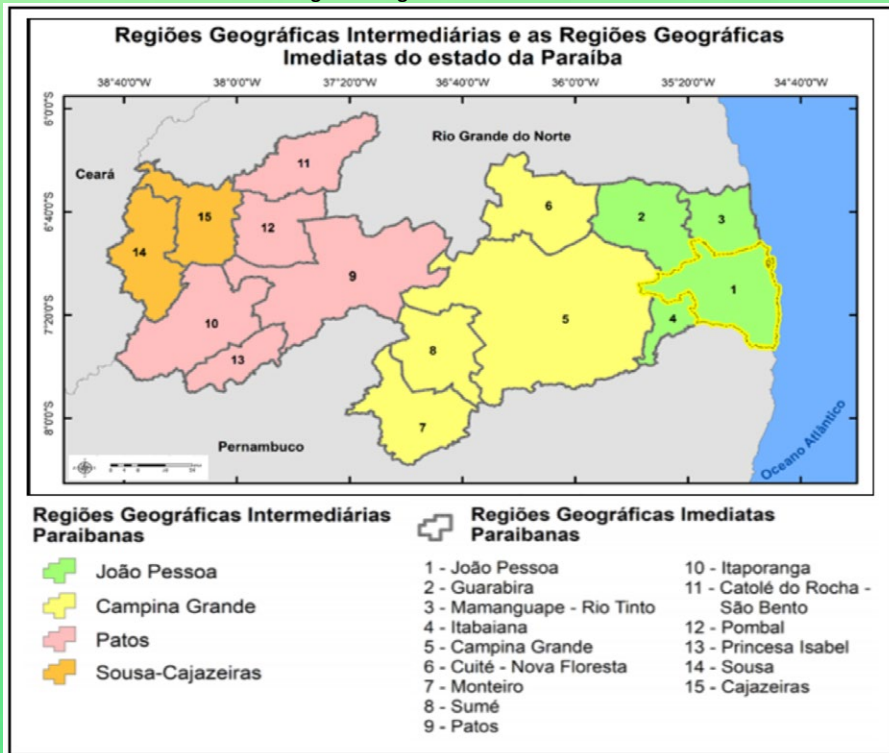 Regiões Geográficas Intermediárias e as Regiões Geográficas
Imediatas do estado da Paraíba
38°40'0"W 38°0'0"W 37°20'0"W 36°40'0"W 36°0'0"W 35°20'0"W 34°40'0"W
6°0'0"S
6°40'0"S
7°20'0"S
8°0'0"S
Rio Grande do Norte
Ceará
Pernambuco
Oceano Atlântico
11
6
2
3
15
12
14
9
1
10
5
4
8
13
7
Regiões Geográficas Intermediárias
Paraibanas
João Pessoa
Campina Grande
Patos
Sousa-Cajazeiras
Regiões Geográficas Imediatas
Paraibanas
1 - João Pessoa
2 - Guarabira
3 - Mamanguape - Rio Tinto
4 - Itabaiana
5 - Campina Grande
6 - Cuité - Nova Floresta
7 - Monteiro
8 - Sumé
9 - Patos
10 - Itaporanga
11 - Catolé do Rocha -
São Bento
12 - Pombal
13 - Princesa Isabel
14 - Sousa
15 - Cajazeiras